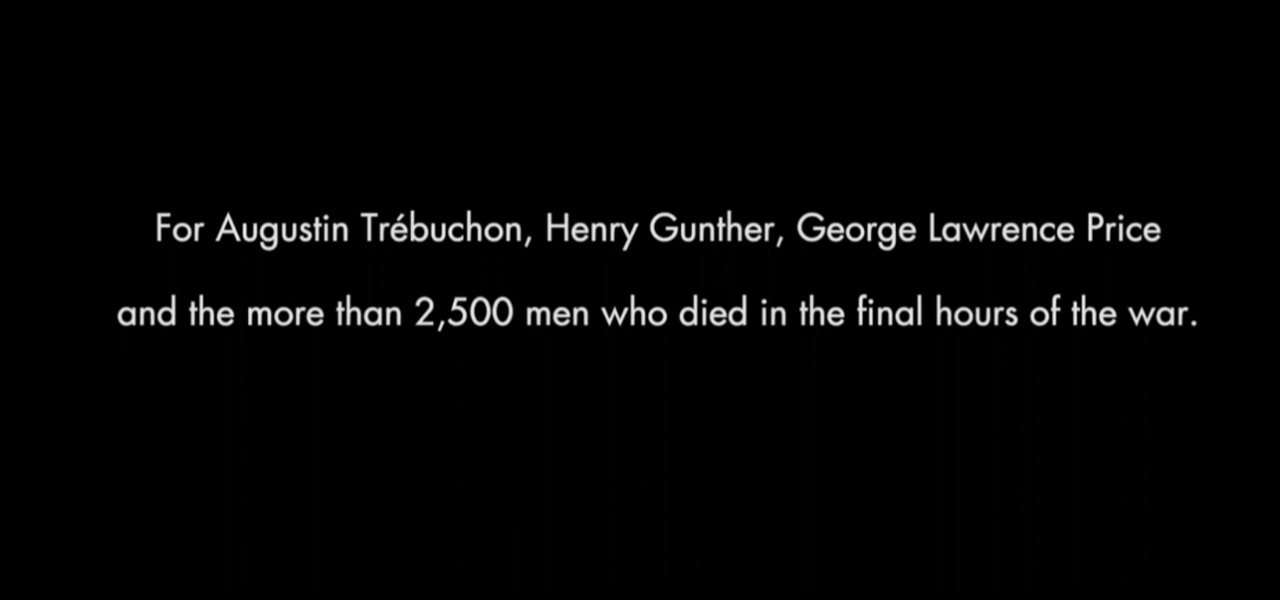 For Augustin Trébuchon, Henry Gunther, George Lawrence Price
and the more than 2,500 men who died in the final hours of the war.